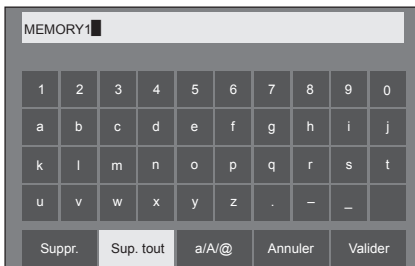 MEMORY1
1 2 3 4 5 6 7 8 9 0
a b c d e f g h i j
k l m n o p q r s t
u v w x y z . – _
Suppr. Sup. tout a/A/@ Annuler Valider